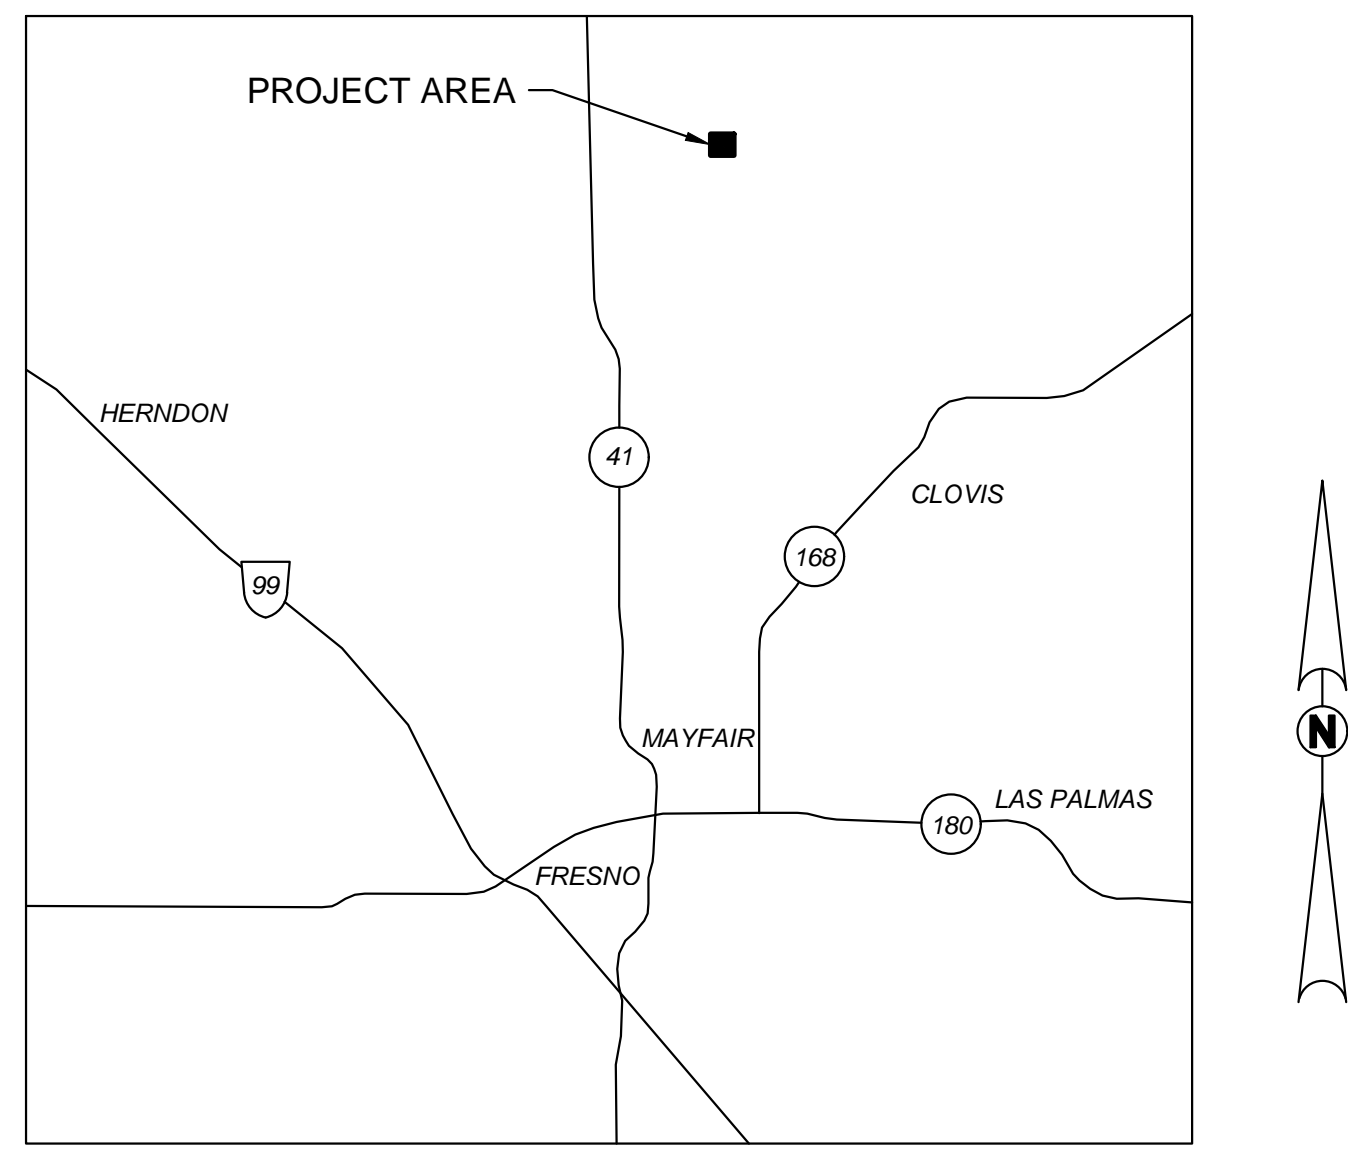 PROJECT AREA
HERNDON
41
CLOVIS
168
99
MAYFAIR
N
LAS PALMAS
180
FRESNO